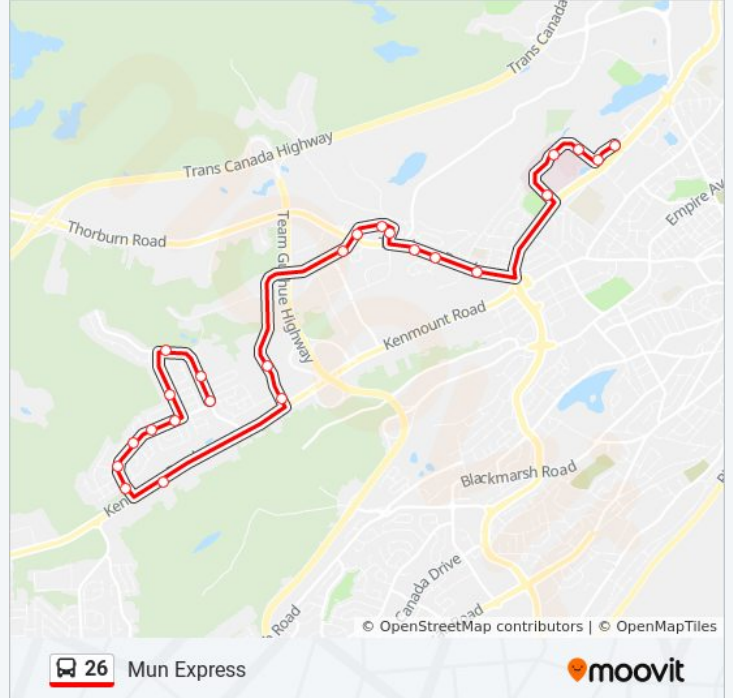 Trans Canada
Trans Canada Highway
Empire Av
Thorburn Road
Team Gushue Highway
Kenmount Road
Blackmarsh Road
Ken
Canada Drive
s Road
oad
© OpenStreetMap contributors | © OpenMapTiles
26 Mun Express
moovit